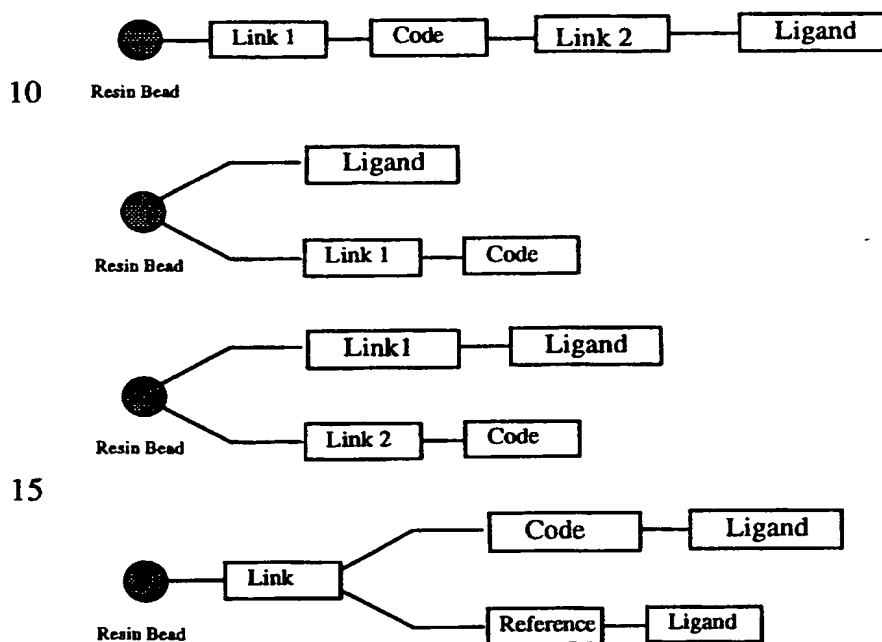 Link 1 Code Link 2 Ligand
10 Resin Bead
Ligand
Resin Bead Link 1 Code
Link1 Ligand
Resin Bead Link 2 Code
15
Code Ligand
Link
Resin Bead Reference Ligand